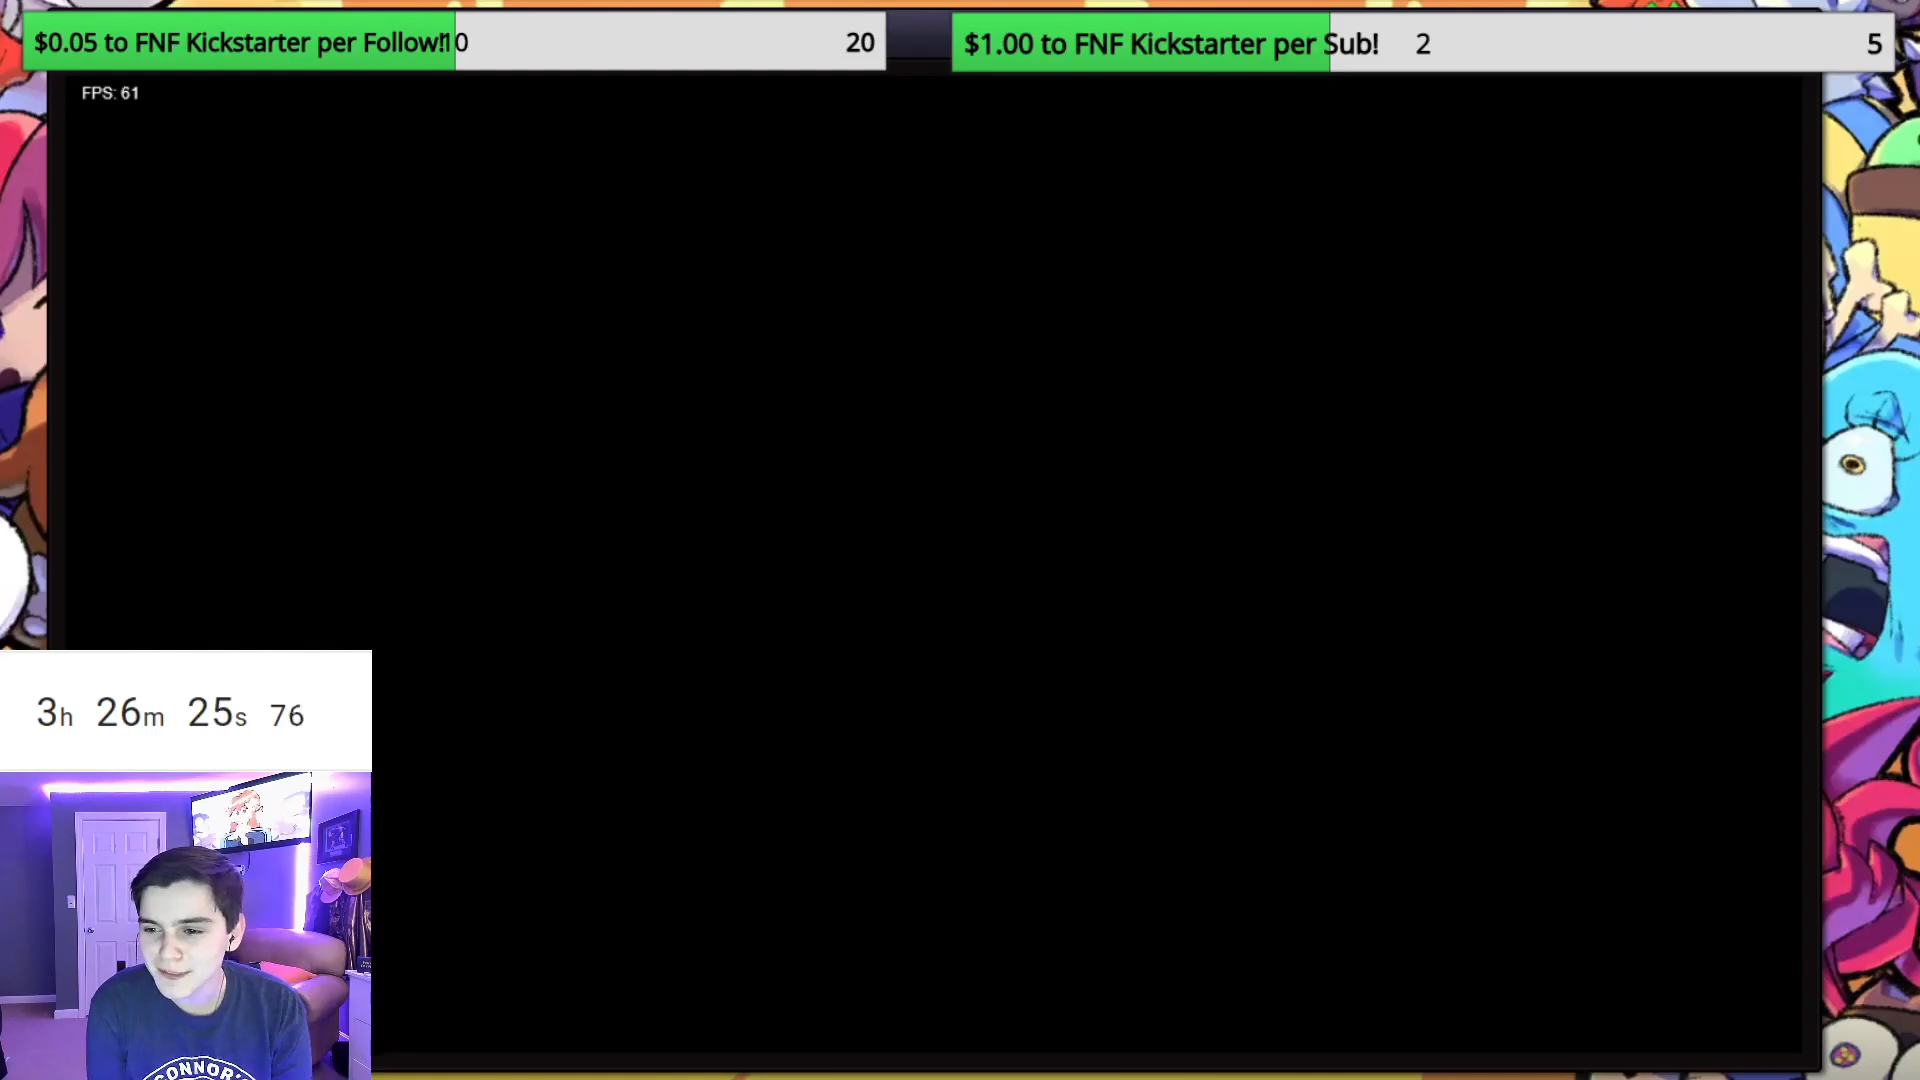 $0.05 to FNF Kickstarter per Follow! 10 20
$1.00 to FNF Kickstarter per Sub! 2 5
FPS: 61
3h 26m 25s 76
CONNOR'S